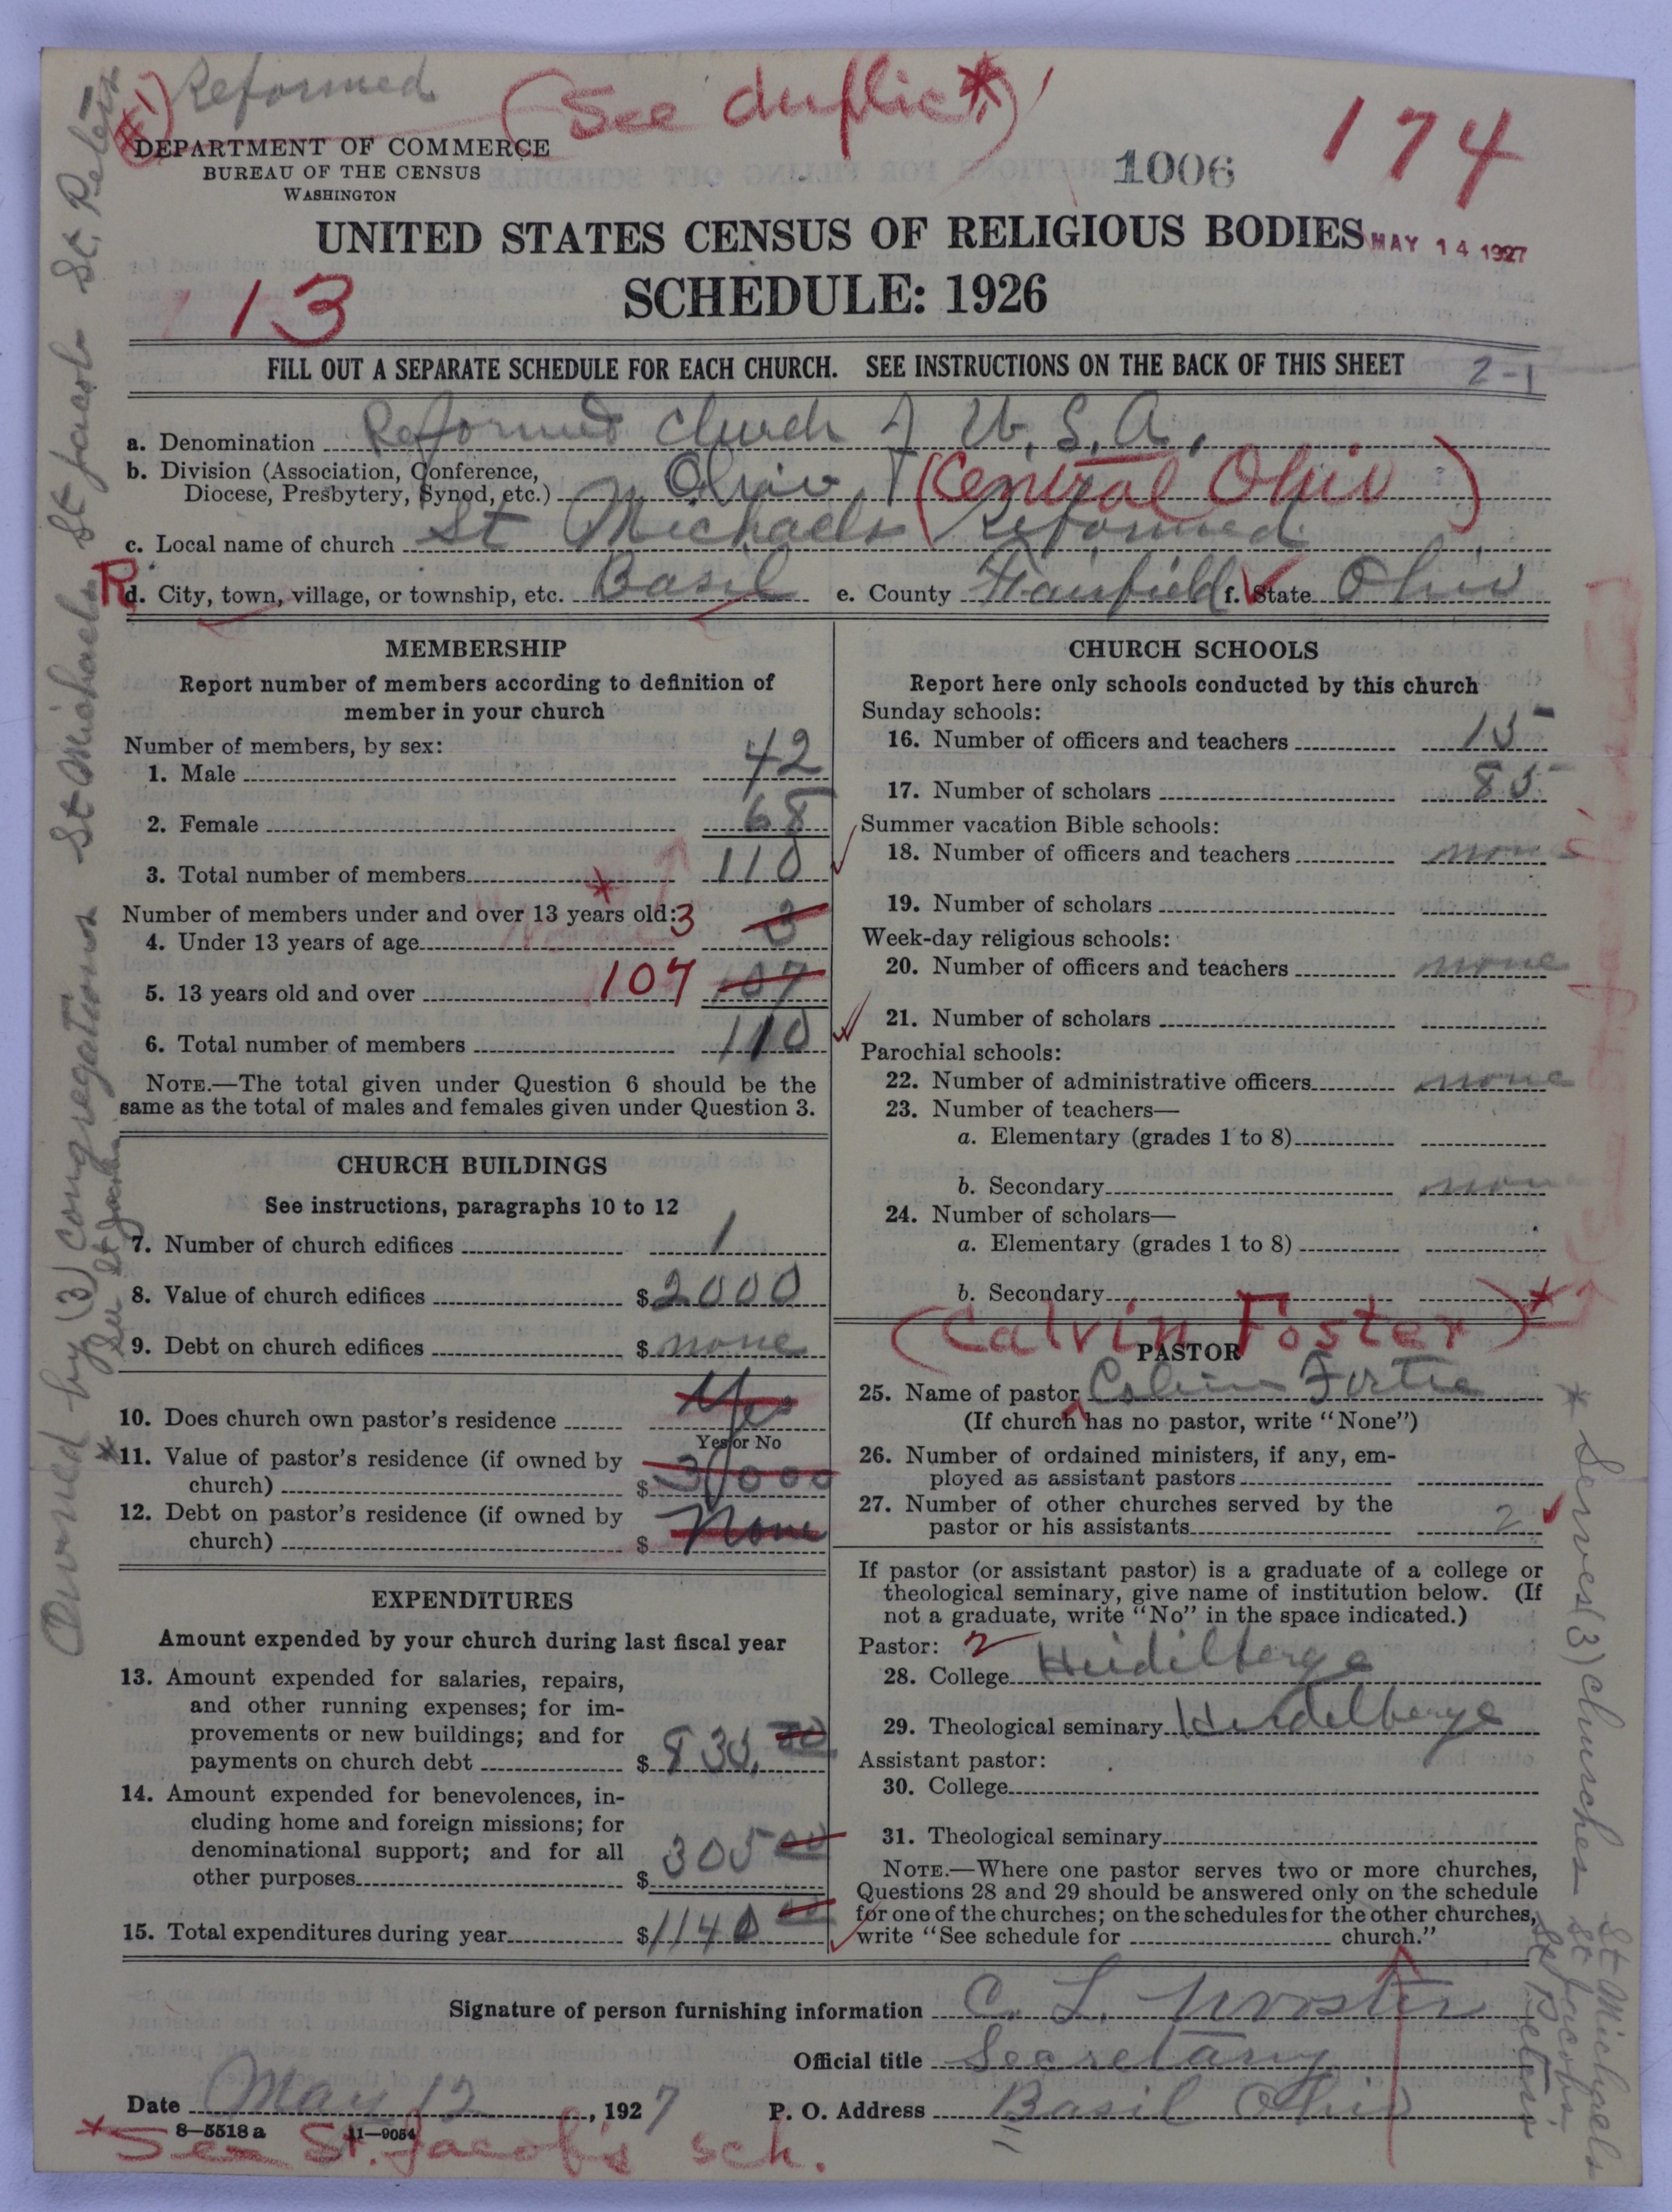 #1) Reformed (See duplic*)
174
DEPARTMENT OF COMMERCE
BUREAU OF THE CENSUS
WASHINGTON
1006
UNITED STATES CENSUS OF RELIGIOUS BODIES
MAY 14 1927
SCHEDULE: 1926
13
FILL OUT A SEPARATE SCHEDULE FOR EACH CHURCH. SEE INSTRUCTIONS ON THE BACK OF THIS SHEET
2-1
a. Denomination Reformed Church of U.S.A.
b. Division (Association, Conference,
Diocese, Presbytery, Synod, etc.) Ohio (Central Ohio)
c. Local name of church St Michaels Reformed
R d. City, town, village, or township, etc. Basil e. County Fairfield f. State Ohio
MEMBERSHIP
Report number of members according to definition of
member in your church
Number of members, by sex:
1. Male 42
2. Female 68
3. Total number of members 110
Number of members under and over 13 years old:
4. Under 13 years of age 3 3
5. 13 years old and over 107 107
6. Total number of members 110
NOTE.—The total given under Question 6 should be the
same as the total of males and females given under Question 3.
CHURCH BUILDINGS
See instructions, paragraphs 10 to 12
7. Number of church edifices 1
8. Value of church edifices $2000
9. Debt on church edifices $none
10. Does church own pastor's residence Yes
Yes or No
*11. Value of pastor's residence (if owned by
church) $3000
12. Debt on pastor's residence (if owned by
church) $None
EXPENDITURES
Amount expended by your church during last fiscal year
13. Amount expended for salaries, repairs,
and other running expenses; for im-
provements or new buildings; and for
payments on church debt $835.00
14. Amount expended for benevolences, in-
cluding home and foreign missions; for
denominational support; and for all
other purposes $305 00
15. Total expenditures during year $1140 00
CHURCH SCHOOLS
Report here only schools conducted by this church
Sunday schools:
16. Number of officers and teachers 15
17. Number of scholars 85
Summer vacation Bible schools:
18. Number of officers and teachers none
19. Number of scholars
Week-day religious schools:
20. Number of officers and teachers none
21. Number of scholars
Parochial schools:
22. Number of administrative officers none
23. Number of teachers—
a. Elementary (grades 1 to 8)
b. Secondary none
24. Number of scholars—
a. Elementary (grades 1 to 8)
b. Secondary
(Calvin Foster)*
PASTOR
25. Name of pastor
(If church has no pastor, write "None")
26. Number of ordained ministers, if any, em-
ployed as assistant pastors
27. Number of other churches served by the
pastor or his assistants 2
If pastor (or assistant pastor) is a graduate of a college or
theological seminary, give name of institution below. (If
not a graduate, write "No" in the space indicated.)
Pastor: 2
28. College Heidilberge
29. Theological seminary Heidelberge
Assistant pastor:
30. College
31. Theological seminary
NOTE.—Where one pastor serves two or more churches,
Questions 28 and 29 should be answered only on the schedule
for one of the churches; on the schedules for the other churches,
write "See schedule for church."
Signature of person furnishing information C. L.
Official title Secretary
Date May 12, 1927 P. O. Address Basil Ohio
8—5518 a 11—9054
*See St. Jacob's sch.
Owned by (3) congregations St Michaels St Jacob St. Peters
See St Jacobs
* Serves (3) churches St Michaels
St Jacobs
St Peters